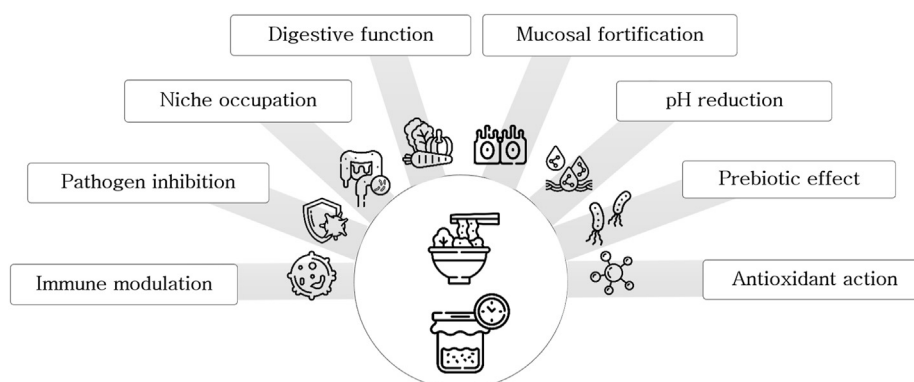 Digestive function
Mucosal fortification
Niche occupation
pH reduction
Pathogen inhibition
Prebiotic effect
Immune modulation
Antioxidant action